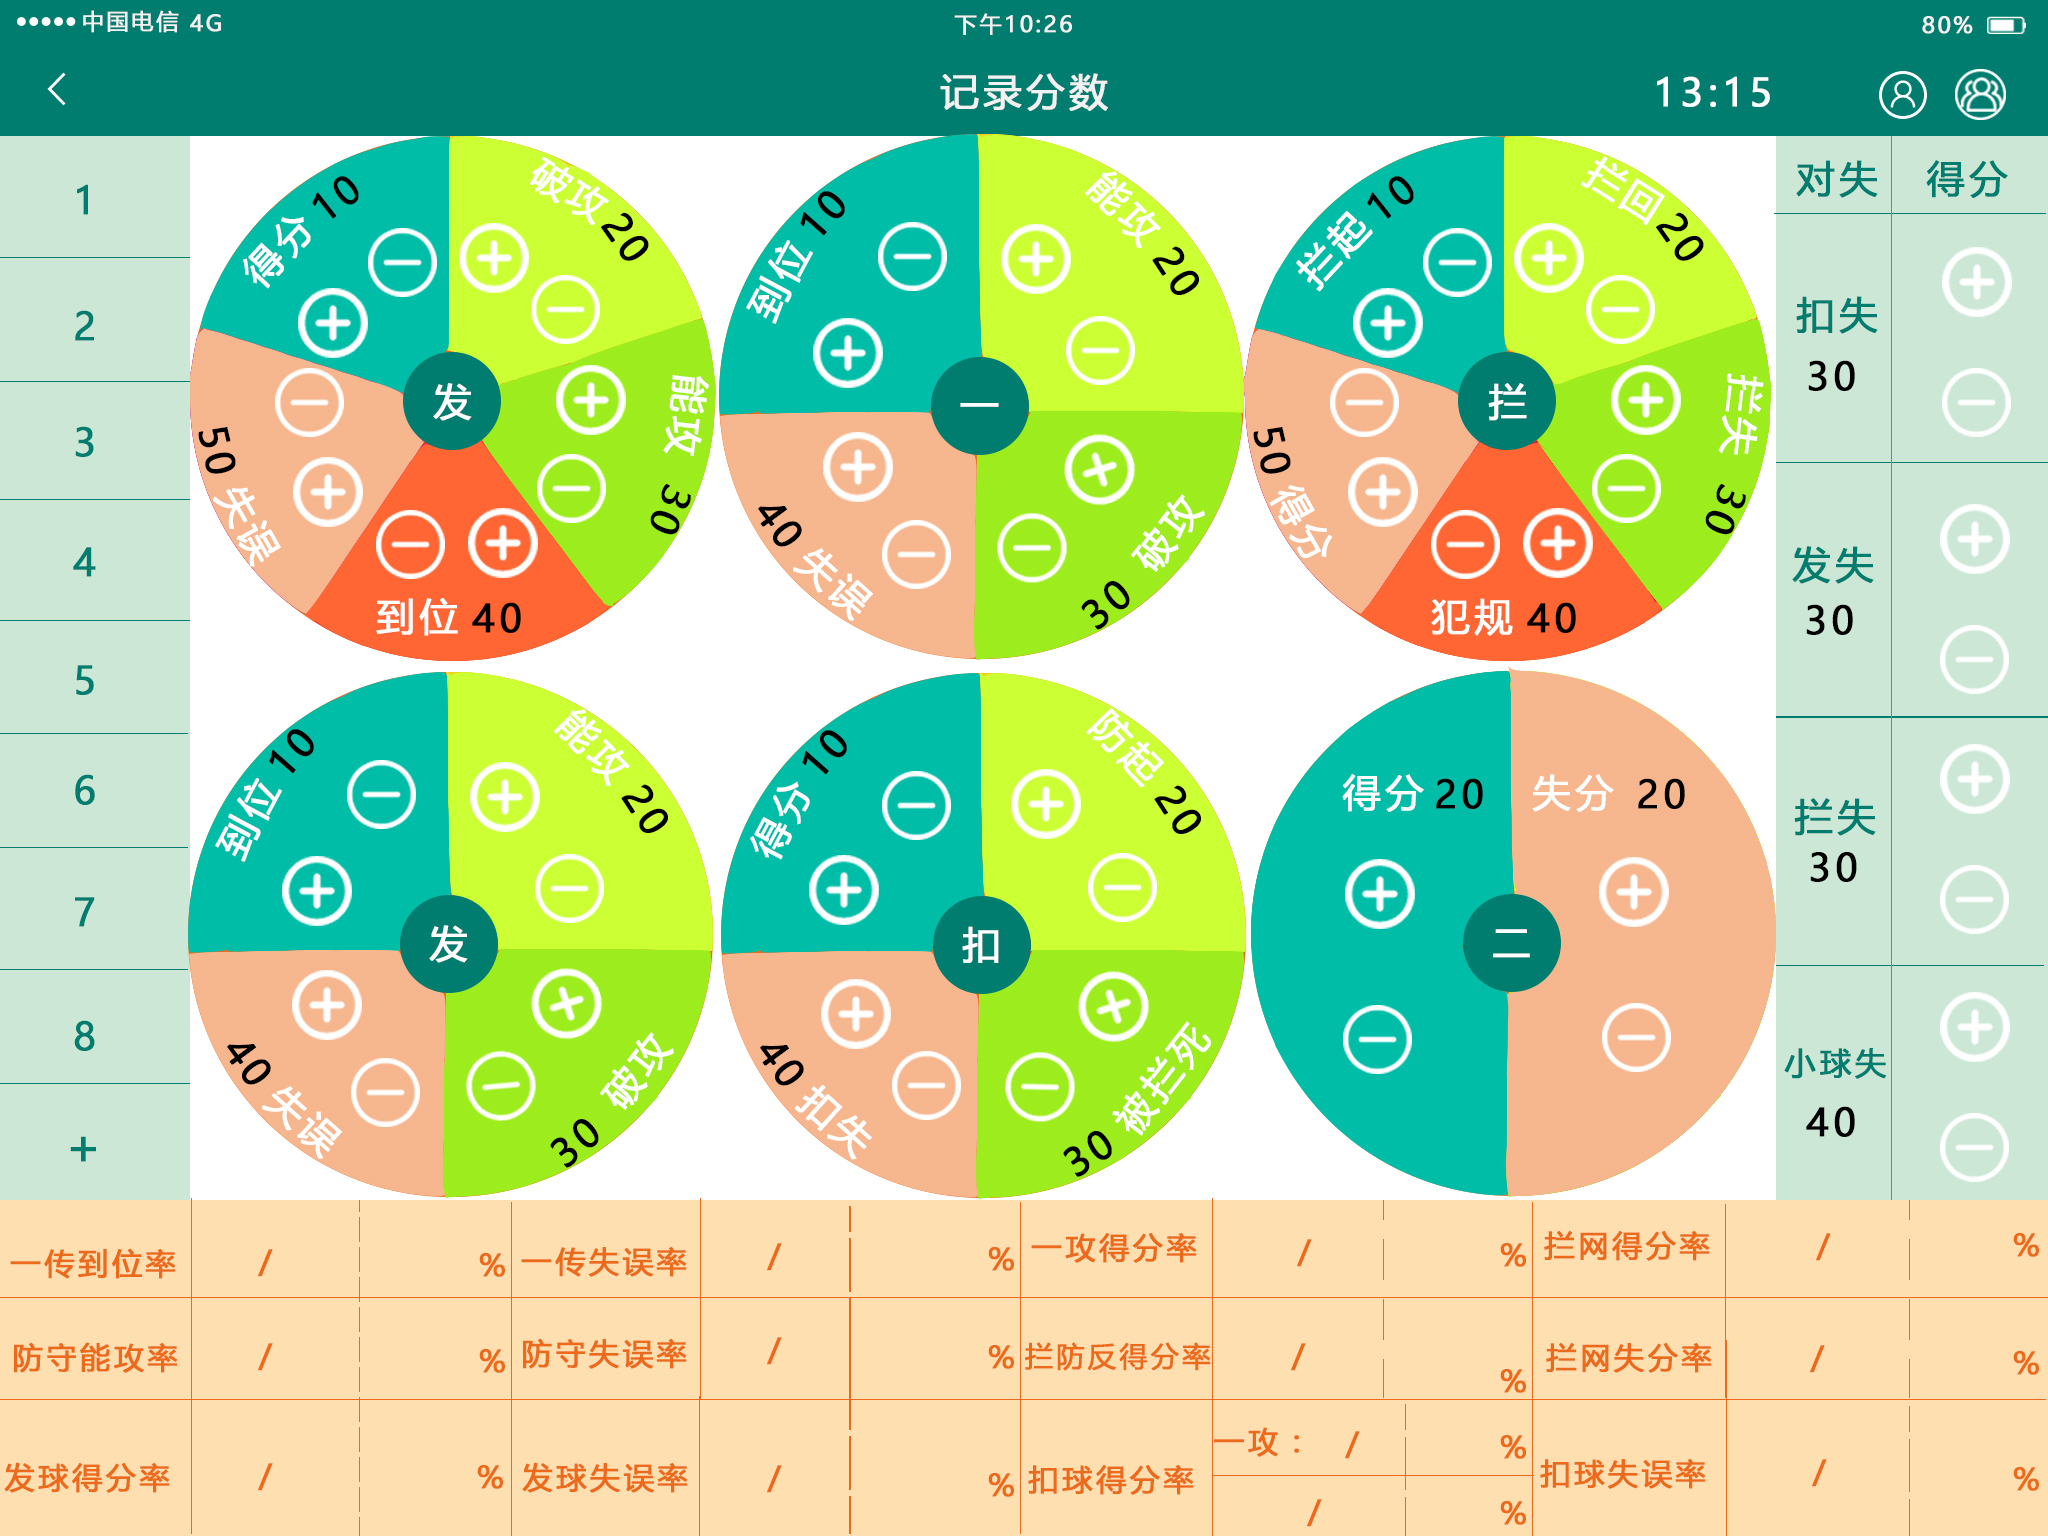 中国电信 4G
下午10:26
80%
记录分数
13:15
1
2
3
4
5
6
7
8
+
得分 10
破攻 20
能攻 30
到位 40
50 失误
发
到位 10
能攻 20
破攻 30
40 失误
一
拦起 10
拦回 20
拦失 30
犯规 40
50 得分
拦
到位 10
能攻 20
破攻 30
40 失误
发
得分 10
防起 20
被拦死 30
40 扣失
扣
得分 20
失分 20
二
对失 得分
扣失
30
发失
30
拦失
30
小球失
40
一传到位率 / %
一传失误率 / %
一攻得分率 / %
拦网得分率 / %
防守能攻率 / %
防守失误率 / %
拦防反得分率 / %
拦网失分率 / %
发球得分率 / %
发球失误率 / %
扣球得分率
一攻： / %
/ %
扣球失误率 / %